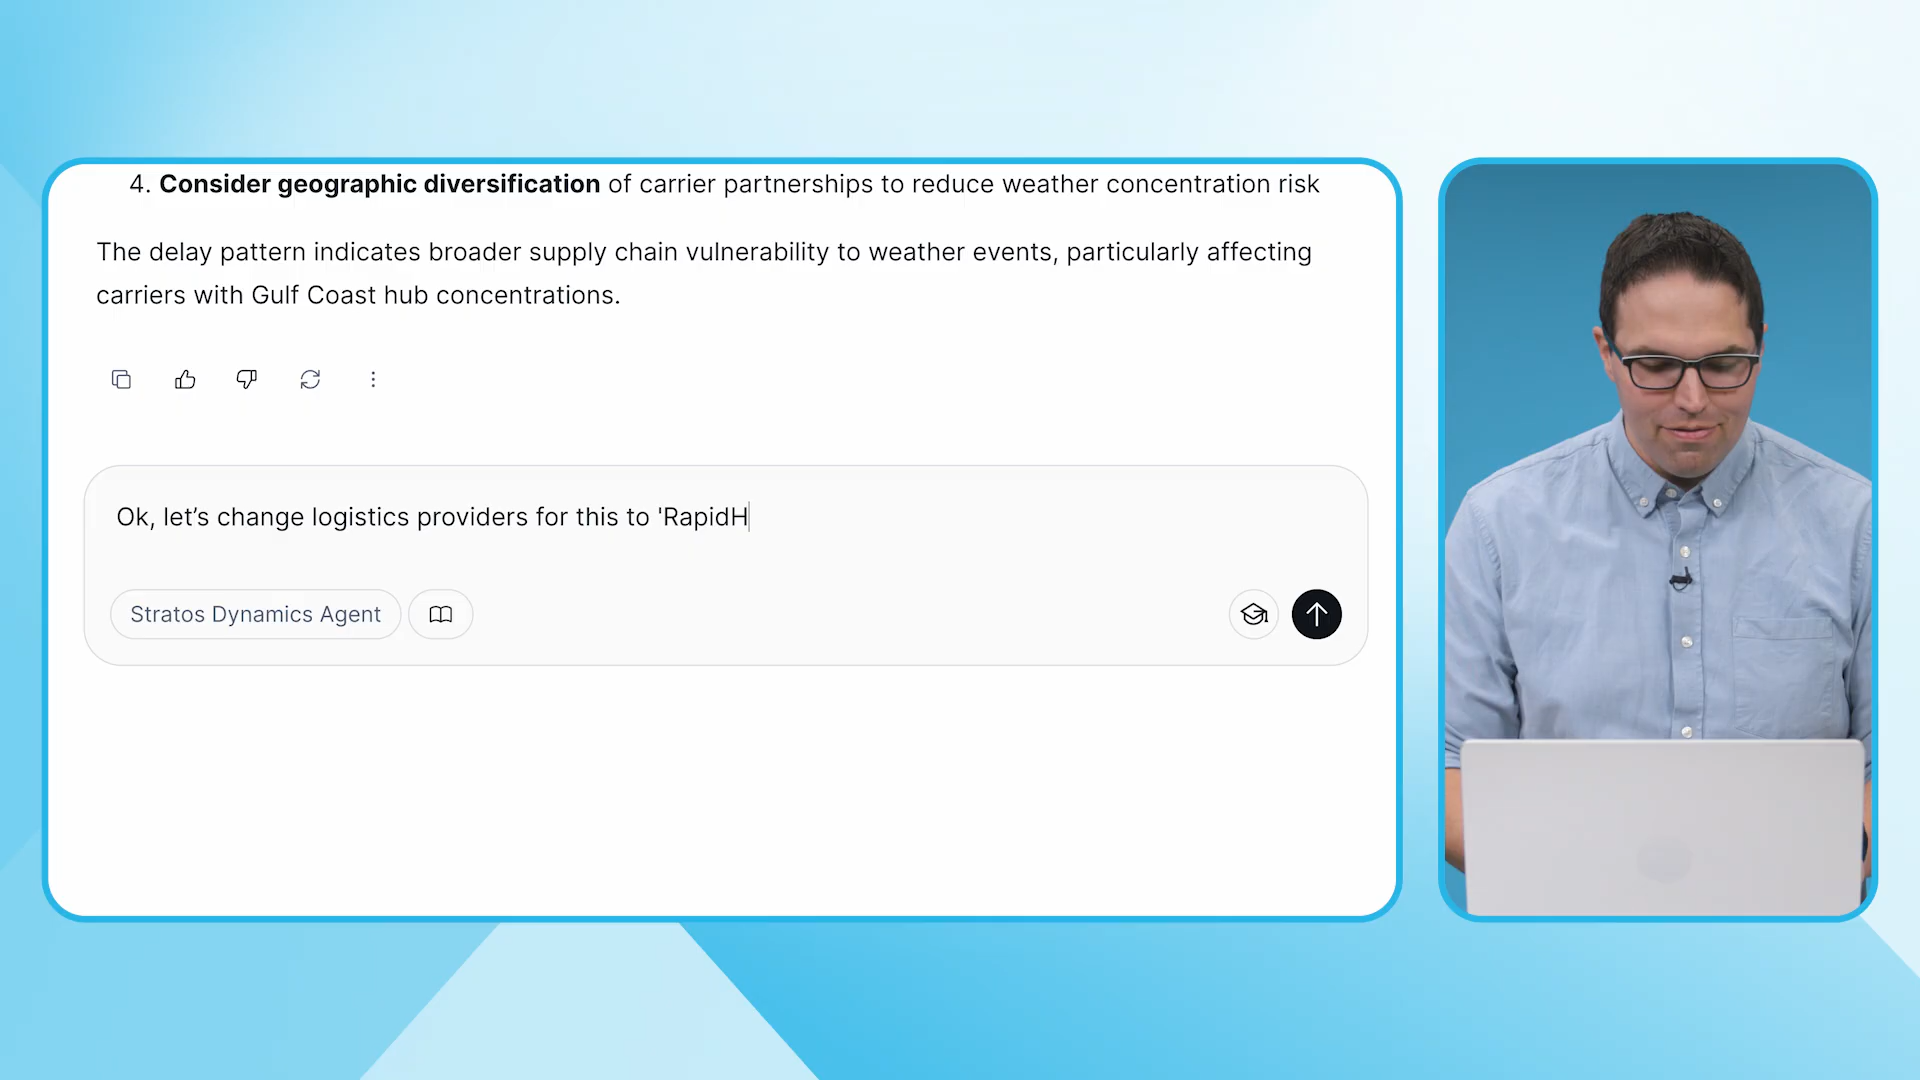 4. Consider geographic diversification of carrier partnerships to reduce weather concentration risk
The delay pattern indicates broader supply chain vulnerability to weather events, particularly affecting
carriers with Gulf Coast hub concentrations.
Ok, let’s change logistics providers for this to 'RapidH
Stratos Dynamics Agent